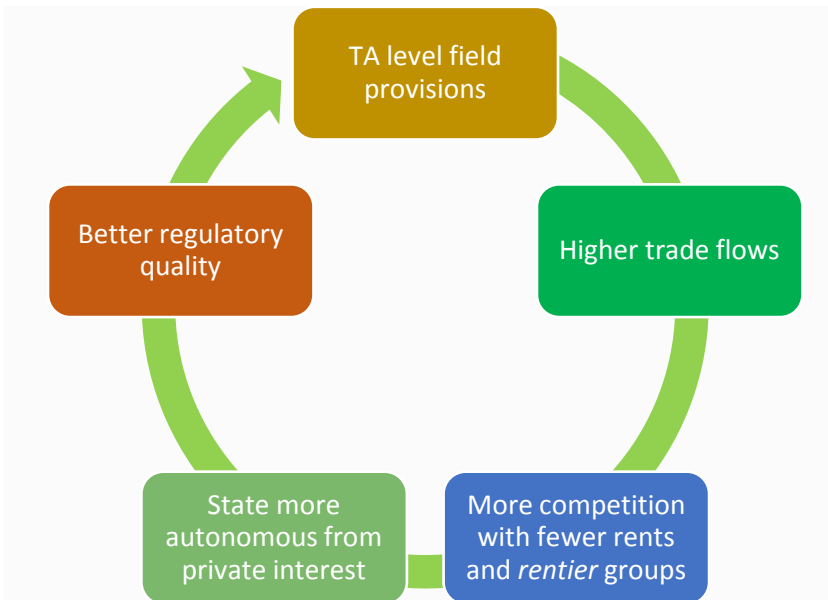 TA level field
provisions
Better regulatory
quality
Higher trade flows
State more
autonomous from
private interest
More competition
with fewer rents
and rentier groups